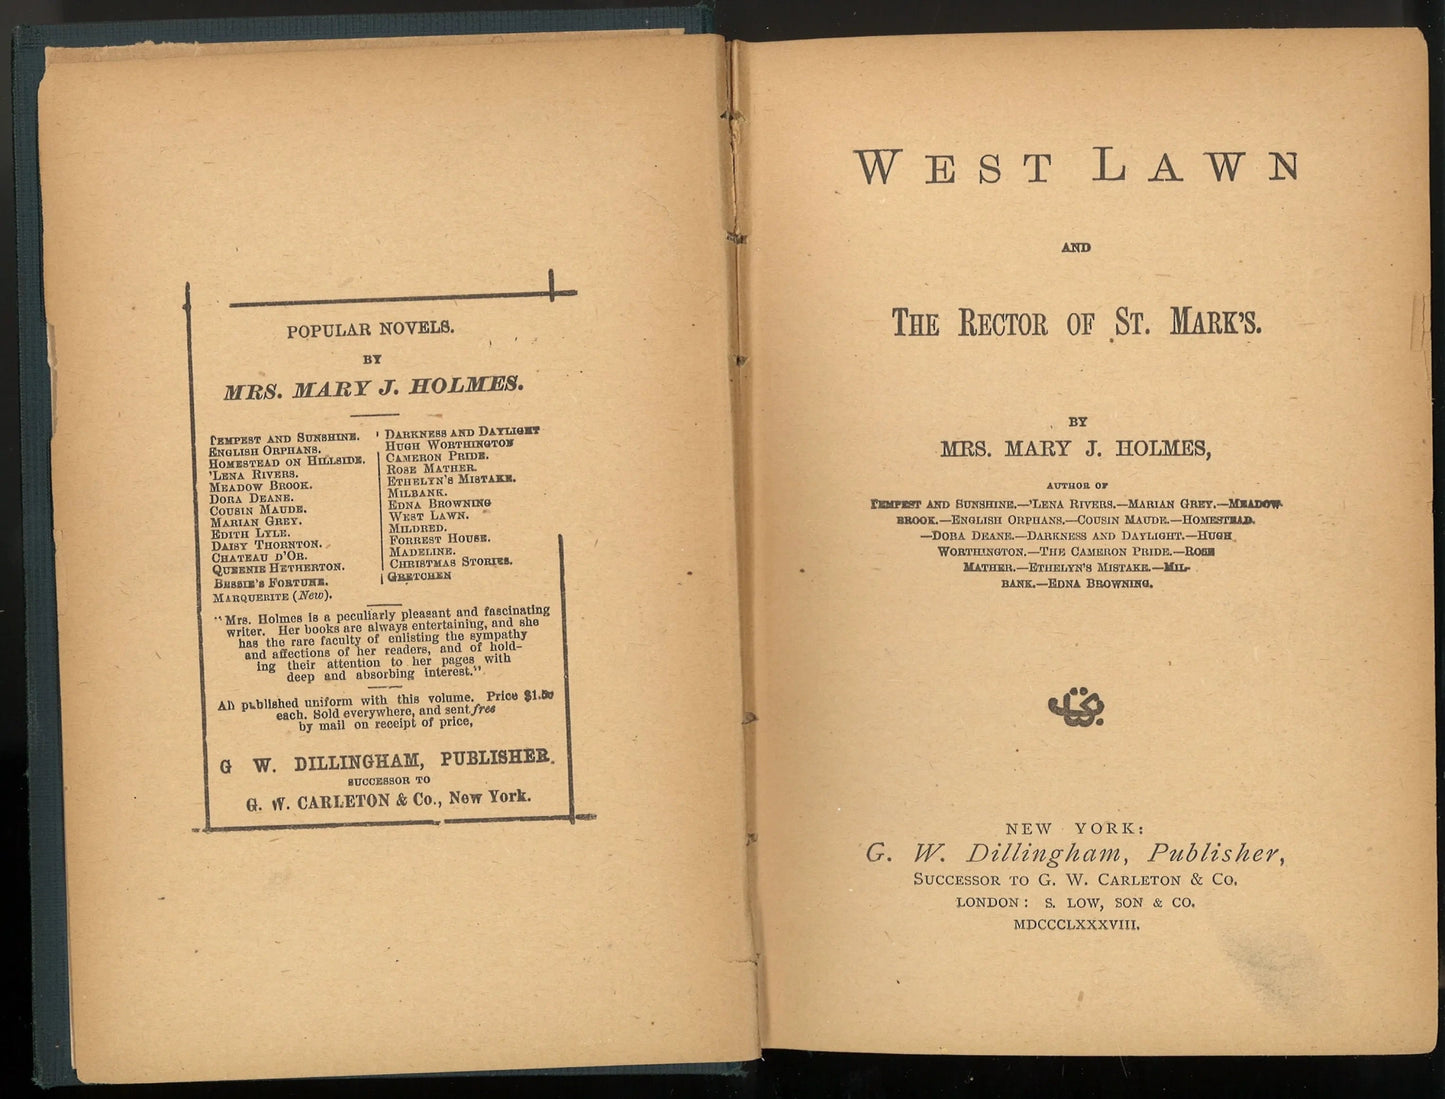 POPULAR NOVELS.
BY
MRS. MARY J. HOLMES.
TEMPEST AND SUNSHINE.
ENGLISH ORPHANS.
HOMESTEAD ON HILLSIDE.
'LENA RIVERS.
MEADOW BROOK.
DORA DEANE.
COUSIN MAUDE.
MARIAN GREY.
EDITH LYLE.
DAISY THORNTON.
CHATEAU D'OR.
QUEENIE HETHERTON.
BESSIE'S FORTUNE.
MARQUERITE (New).
DARKNESS AND DAYLIGHT
HUGH WORTHINGTON
CAMERON PRIDE.
ROSE MATHER.
ETHELYN'S MISTAKE.
MILBANK.
EDNA BROWNING
WEST LAWN.
MILDRED.
FORREST HOUSE.
MADELINE.
CHRISTMAS STORIES.
GRETCHEN
"Mrs. Holmes is a peculiarly pleasant and fascinating
writer. Her books are always entertaining, and she
has the rare faculty of enlisting the sympathy
and affections of her readers, and of hold-
ing their attention to her pages with
deep and absorbing interest."
All published uniform with this volume. Price $1.50
each. Sold everywhere, and sent free
by mail on receipt of price,
G W. DILLINGHAM, PUBLISHER.
SUCCESSOR TO
G. W. CARLETON & Co., New York.
WEST LAWN
AND
THE RECTOR OF ST. MARK'S.
BY
MRS. MARY J. HOLMES,
AUTHOR OF
TEMPEST AND SUNSHINE.—'LENA RIVERS.—MARIAN GREY.—MEADOW-
BROOK.—ENGLISH ORPHANS.—COUSIN MAUDE.—HOMESTEAD.
—DORA DEANE.—DARKNESS AND DAYLIGHT.—HUGH
WORTHINGTON.—THE CAMERON PRIDE.—ROSE
MATHER.—ETHELYN'S MISTAKE.—MIL-
BANK.—EDNA BROWNING.
NEW YORK:
G. W. Dillingham, Publisher,
SUCCESSOR TO G. W. CARLETON & CO.
LONDON: S. LOW, SON & CO.
MDCCCLXXXVIII.